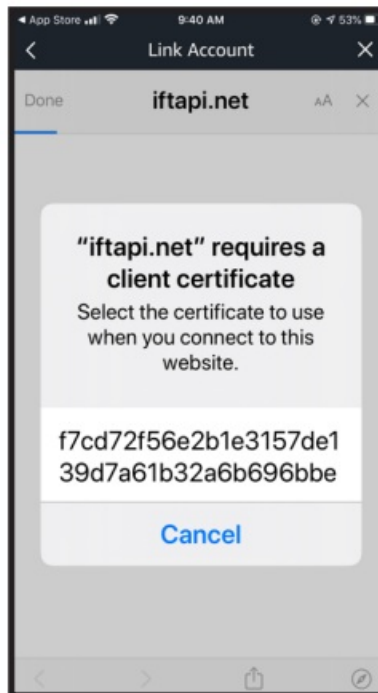 App Store
9:40 AM
53%
Link Account
Done
iftapi.net
AA
"iftapi.net" requires a
client certificate
Select the certificate to use
when you connect to this
website.
f7cd72f56e2b1e3157de1
39d7a61b32a6b696bbe
Cancel